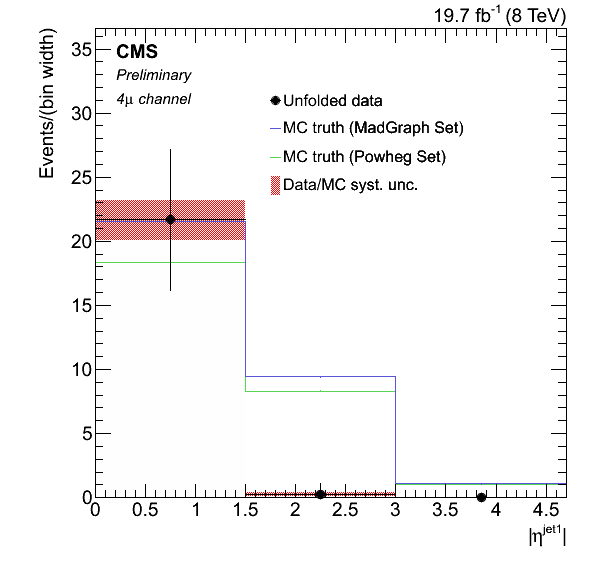 19.7 fb⁻¹ (8 TeV)
CMS
Preliminary
4μ channel
Unfolded data
MC truth (MadGraph Set)
MC truth (Powheg Set)
Data/MC syst. unc.
Events/(bin width)
35
30
25
20
15
10
5
0
0 0.5 1 1.5 2 2.5 3 3.5 4 4.5
|η^jet1|